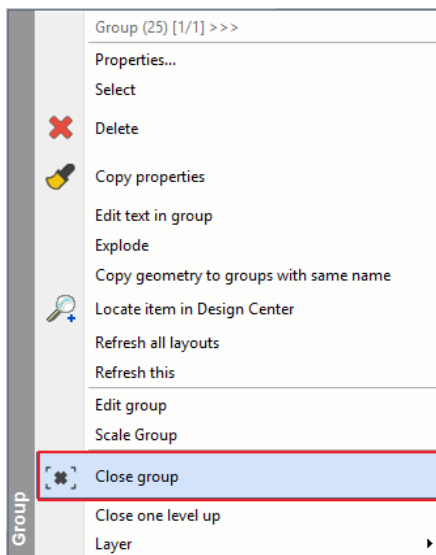 Group (25) [1/1] >>>
Properties...
Select
Delete
Copy properties
Edit text in group
Explode
Copy geometry to groups with same name
Locate item in Design Center
Refresh all layouts
Refresh this
Edit group
Scale Group
Close group
Close one level up
Layer
Group